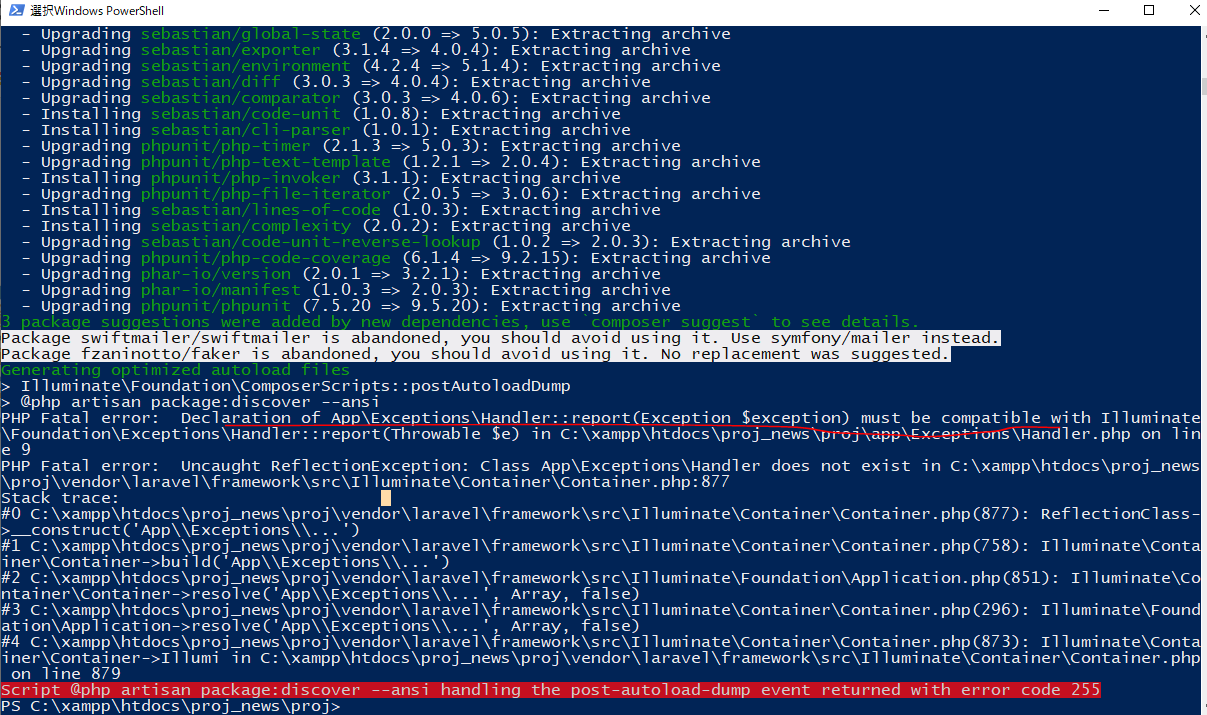 選択Windows PowerShell
- Upgrading sebastian/global-state (2.0.0 => 5.0.5): Extracting archive
- Upgrading sebastian/exporter (3.1.4 => 4.0.4): Extracting archive
- Upgrading sebastian/environment (4.2.4 => 5.1.4): Extracting archive
- Upgrading sebastian/diff (3.0.3 => 4.0.4): Extracting archive
- Upgrading sebastian/comparator (3.0.3 => 4.0.6): Extracting archive
- Installing sebastian/code-unit (1.0.8): Extracting archive
- Installing sebastian/cli-parser (1.0.1): Extracting archive
- Upgrading phpunit/php-timer (2.1.3 => 5.0.3): Extracting archive
- Upgrading phpunit/php-text-template (1.2.1 => 2.0.4): Extracting archive
- Installing phpunit/php-invoker (3.1.1): Extracting archive
- Upgrading phpunit/php-file-iterator (2.0.5 => 3.0.6): Extracting archive
- Installing sebastian/lines-of-code (1.0.3): Extracting archive
- Installing sebastian/complexity (2.0.2): Extracting archive
- Upgrading sebastian/code-unit-reverse-lookup (1.0.2 => 2.0.3): Extracting archive
- Upgrading phpunit/php-code-coverage (6.1.4 => 9.2.15): Extracting archive
- Upgrading phar-io/version (2.0.1 => 3.2.1): Extracting archive
- Upgrading phar-io/manifest (1.0.3 => 2.0.3): Extracting archive
- Upgrading phpunit/phpunit (7.5.20 => 9.5.20): Extracting archive
3 package suggestions were added by new dependencies, use `composer suggest` to see details.
Package swiftmailer/swiftmailer is abandoned, you should avoid using it. Use symfony/mailer instead.
Package fzaninotto/faker is abandoned, you should avoid using it. No replacement was suggested.
Generating optimized autoload files
> Illuminate\Foundation\ComposerScripts::postAutoloadDump
> @php artisan package:discover --ansi
PHP Fatal error:  Declaration of App\Exceptions\Handler::report(Exception $exception) must be compatible with Illuminate
\Foundation\Exceptions\Handler::report(Throwable $e) in C:\xampp\htdocs\proj_news\proj\app\Exceptions\Handler.php on lin
e 9
PHP Fatal error:  Uncaught ReflectionException: Class App\Exceptions\Handler does not exist in C:\xampp\htdocs\proj_news
\proj\vendor\laravel\framework\src\Illuminate\Container\Container.php:877
Stack trace:
#0 C:\xampp\htdocs\proj_news\proj\vendor\laravel\framework\src\Illuminate\Container\Container.php(877): ReflectionClass-
>__construct('App\\Exceptions\\...')
#1 C:\xampp\htdocs\proj_news\proj\vendor\laravel\framework\src\Illuminate\Container\Container.php(758): Illuminate\Conta
iner\Container->build('App\\Exceptions\\...')
#2 C:\xampp\htdocs\proj_news\proj\vendor\laravel\framework\src\Illuminate\Foundation\Application.php(851): Illuminate\Co
ntainer\Container->resolve('App\\Exceptions\\...', Array, false)
#3 C:\xampp\htdocs\proj_news\proj\vendor\laravel\framework\src\Illuminate\Container\Container.php(296): Illuminate\Found
ation\Application->resolve('App\\Exceptions\\...', Array, false)
#4 C:\xampp\htdocs\proj_news\proj\vendor\laravel\framework\src\Illuminate\Container\Container.php(873): Illuminate\Conta
iner\Container->Illumi in C:\xampp\htdocs\proj_news\proj\vendor\laravel\framework\src\Illuminate\Container\Container.php
on line 879
Script @php artisan package:discover --ansi handling the post-autoload-dump event returned with error code 255
PS C:\xampp\htdocs\proj_news\proj>